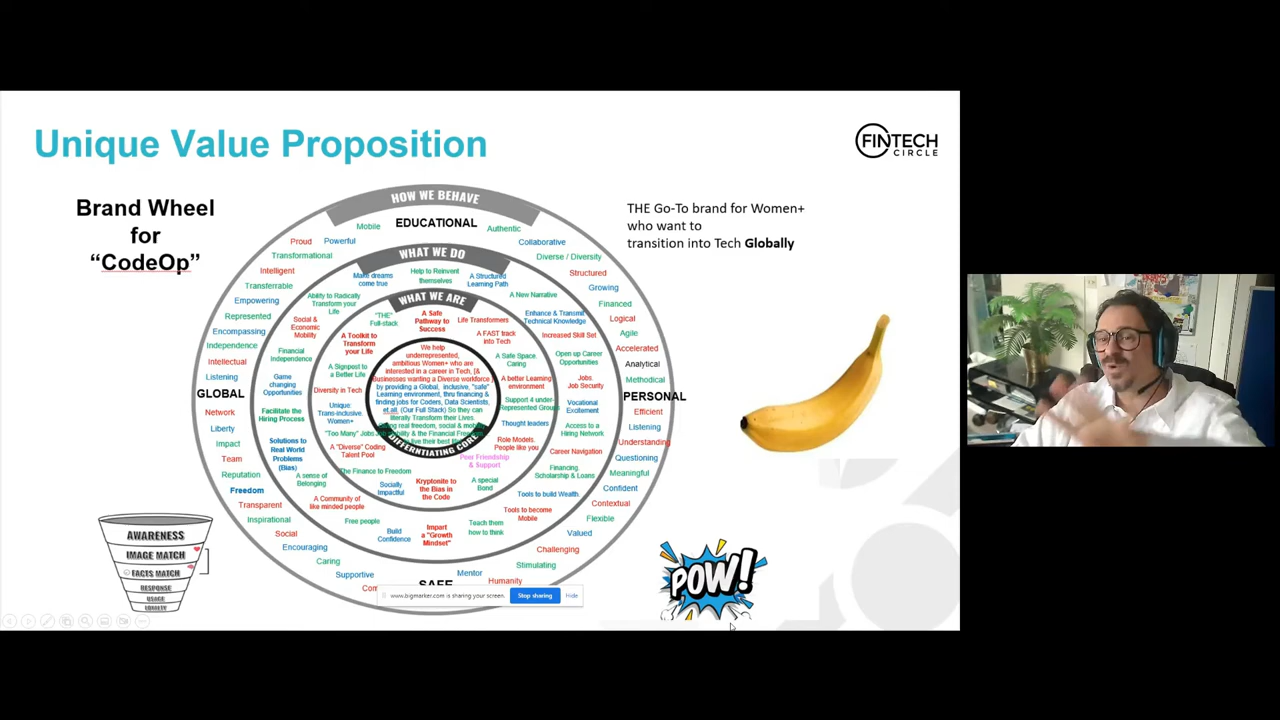 Unique Value Proposition
FINTECH
CIRCLE
Brand Wheel
for
“CodeOp”
THE Go-To brand for Women+
who want to
transition into Tech Globally
HOW WE BEHAVE
EDUCATIONAL
Mobile
Authentic
Proud
Powerful
Collaborative
Transformational
Diverse / Diversity
Intelligent
Structured
Transferrable
Growing
Empowering
Financed
Represented
Logical
Encompassing
Agile
Independence
Accelerated
Intellectual
Analytical
Listening
Methodical
GLOBAL
PERSONAL
Network
Efficient
Liberty
Listening
Impact
Understanding
Team
Questioning
Reputation
Meaningful
Freedom
Confident
Transparent
Contextual
Inspirational
Flexible
Social
Valued
Encouraging
Challenging
Caring
Stimulating
Supportive
Mentor
Humanity
SAFE
WHAT WE DO
Make dreams
come true
Help to Reinvent
themselves
A Structured
Learning Path
Ability to Radically
Transform your
Life
A New Narrative
Social &
Economic
Mobility
Enhance & Transmit
Technical Knowledge
Increased Skill Set
Financial
Independence
Open up Career
Opportunities
Game
changing
Opportunities
Jobs
Job Security
Facilitate the
Hiring Process
Vocational
Excitement
Solutions to
Real World
Problems
(Bias)
Access to a
Hiring Network
Career Navigation
A sense of
Belonging
Financing.
Scholarship & Loans
A Community of
like minded people
Tools to build Wealth.
Free people
Tools to become
Mobile
Build
Confidence
Impart
a "Growth
Mindset"
Teach them
how to think
WHAT WE ARE
"THE"
Full-stack
A Safe
Pathway to
Success
Life Transformers
A Toolkit to
Transform
your Life
A FAST track
into Tech
A Signpost to
a Better Life
A Safe Space.
Caring
Diversity in Tech
A better Learning
environment
Unique:
Trans-inclusive.
Women+
Support 4 under-
Represented Groups
"Too Many" Jobs
Thought leaders
A "Diverse" Coding
Talent Pool
Role Models.
People like you
The Finance to Freedom
Peer Friendship
& Support
Socially
Impactful
Kryptonite to
the Bias in
the Code
A special
Bond
We help
underrepresented,
ambitious Women+ who are
interested in a career in Tech, [&
Businesses wanting a Diverse workforce ]
by providing a Global, inclusive, "safe"
Learning environment, thru financing &
finding jobs for Coders, Data Scientists,
et all. (Our Full Stack) So they can
literally Transform their Lives.
real freedom, social &
& the Financial
live their best
DIFFERNTIATING CORE
AWARENESS
IMAGE MATCH
FACTS MATCH
RESPONSE
USAGE
LOYALTY
POW!
www.bigmarker.com is sharing your screen.
Stop sharing
Hide